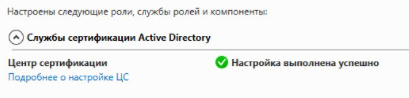 Настроены следующие роли, службы ролей и компоненты:
Службы сертификации Active Directory
Центр сертификации Настройка выполнена успешно
Подробнее о настройке ЦС